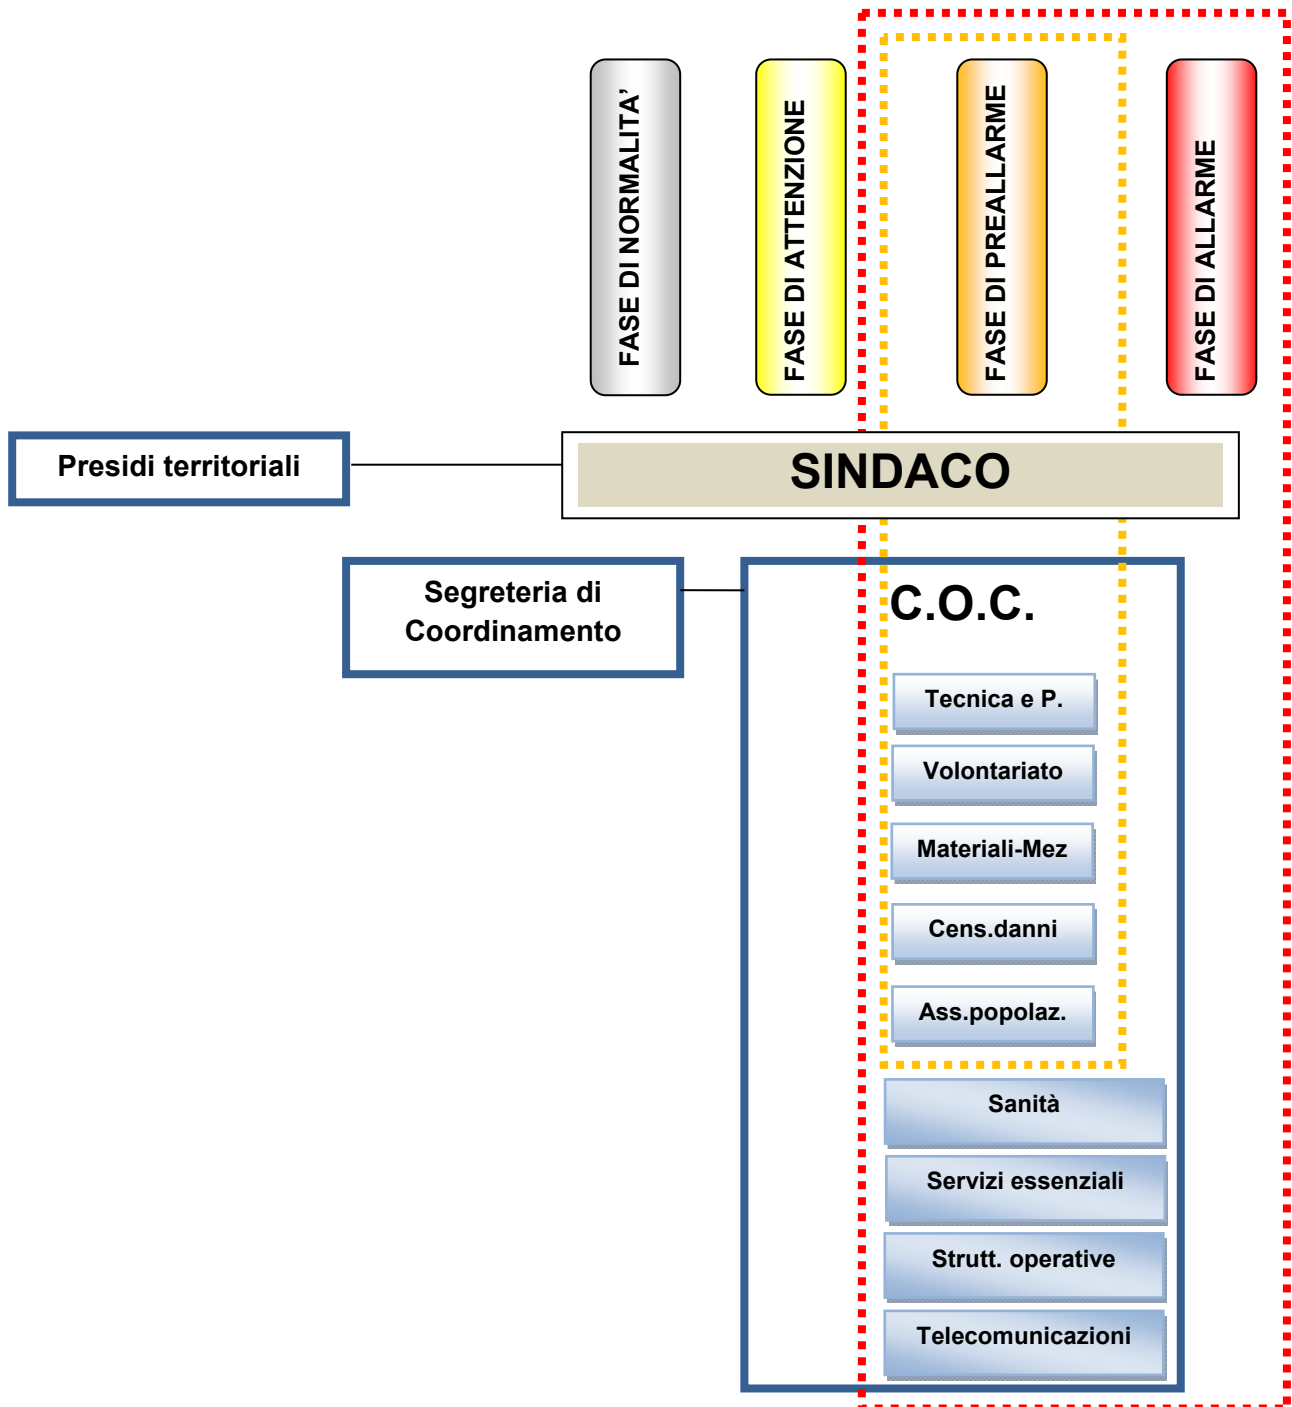 FASE DI NORMALITA’
FASE DI ATTENZIONE
FASE DI PREALLARME
FASE DI ALLARME
Presidi territoriali
SINDACO
Segreteria di
Coordinamento
C.O.C.
Tecnica e P.
Volontariato
Materiali-Mez
Cens.danni
Ass.popolaz.
Sanità
Servizi essenziali
Strutt. operative
Telecomunicazioni